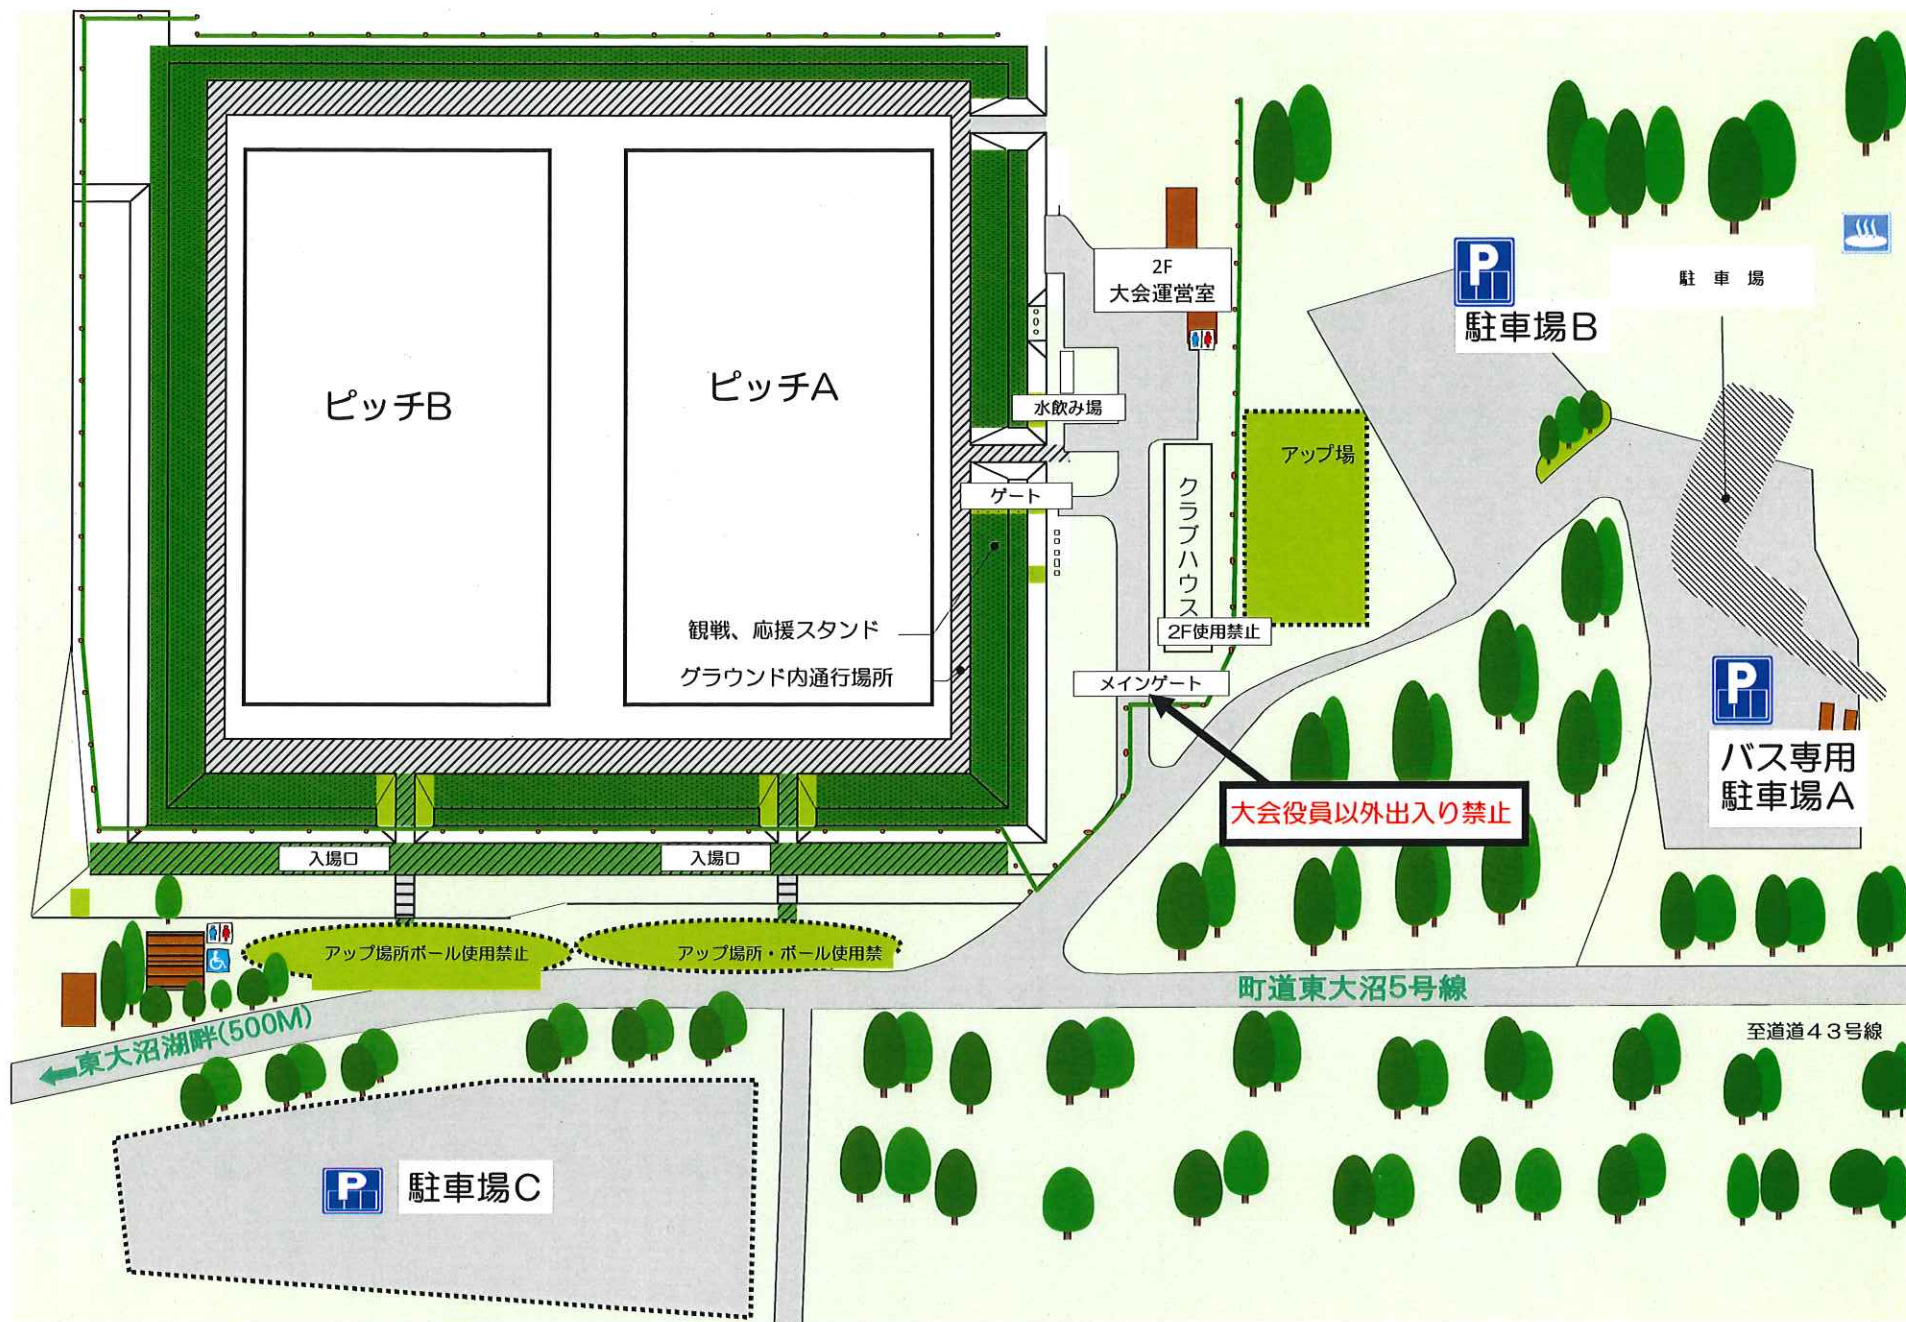 2F
大会運営室
P
駐車場B
駐 車 場
ピッチB
ピッチA
水飲み場
アップ場
ゲート
クラブハウス
観戦、応援スタンド
2F使用禁止
グラウンド内通行場所
メインゲート
P
バス専用
駐車場A
大会役員以外出入り禁止
入場口
入場口
アップ場所ボール使用禁止
アップ場所・ボール使用禁
町道東大沼5号線
東大沼湖畔(500M)
至道道43号線
P
駐車場C